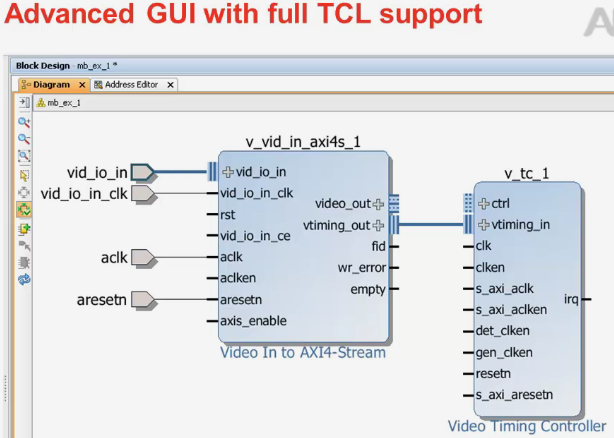 Advanced GUI with full TCL support
Block Design - mb_ex_1 *
Diagram X Address Editor X
mb_ex_1
v_vid_in_axi4s_1
vid_io_in
vid_io_in_clk
aclk
aresetn
vid_io_in
vid_io_in_clk
rst
vid_io_in_ce
aclk
aclken
aresetn
axis_enable
video_out
vtiming_out
fid
wr_error
empty
Video In to AXI4-Stream
v_tc_1
ctrl
vtiming_in
clk
clken
s_axi_aclk
s_axi_aclken
det_clken
gen_clken
resetn
s_axi_aresetn
irq
Video Timing Controller